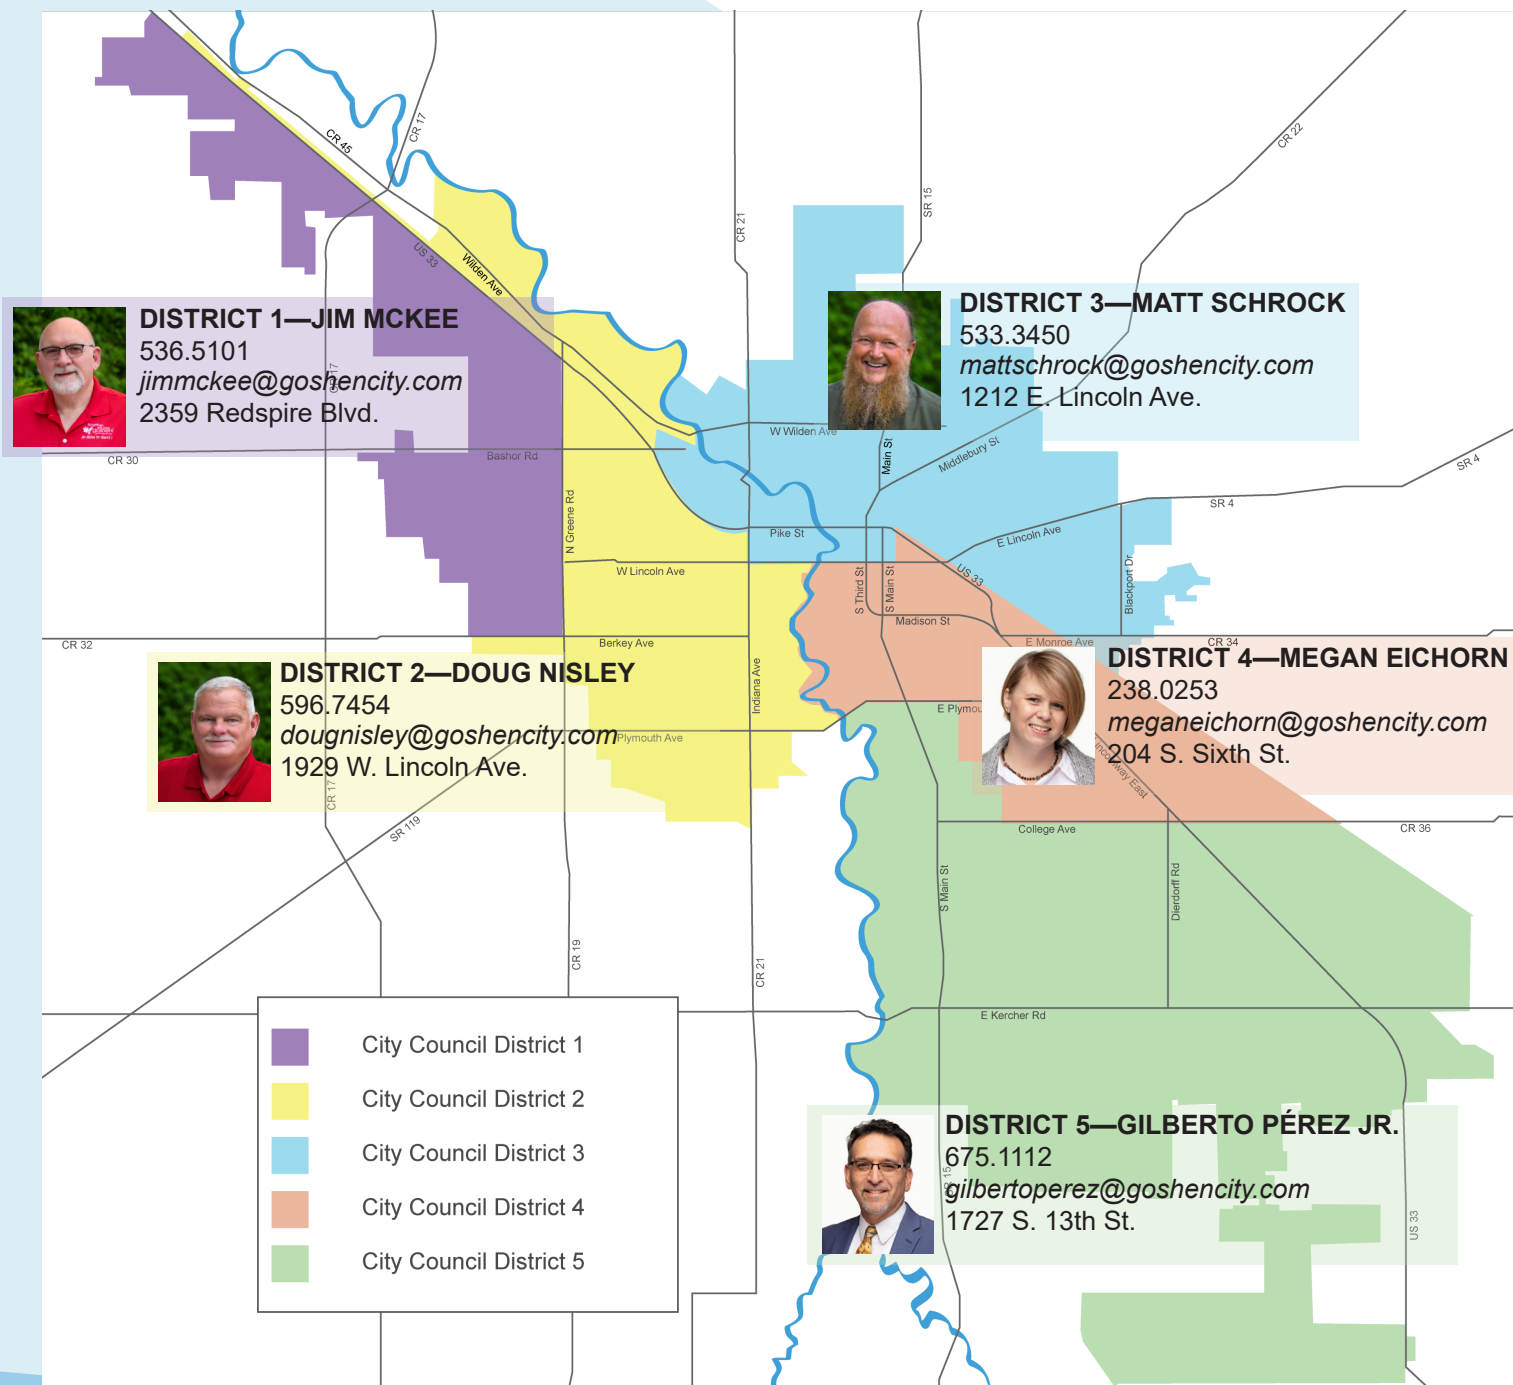 CR 17
CR 45
CR 22
CR 21
SR 15
US 33
Wilden Ave
DISTRICT 1—JIM MCKEE
536.5101
jimmckee@goshencity.com
2359 Redspire Blvd.
DISTRICT 3—MATT SCHROCK
533.3450
mattschrock@goshencity.com
1212 E. Lincoln Ave.
W Wilden Ave
Main St
Middlebury St
CR 30
Bashor Rd
SR 4
SR 4
N Greene Rd
Pike St
E Lincoln Ave
W Lincoln Ave
US 33
S Third St
S Main St
Blackport Dr
Madison St
CR 32
Berkey Ave
E Monroe Ave
CR 34
Indiana Ave
DISTRICT 2—DOUG NISLEY
596.7454
dougnisley@goshencity.com
1929 W. Lincoln Ave.
DISTRICT 4—MEGAN EICHORN
238.0253
meganeichorn@goshencity.com
204 S. Sixth St.
E Plymou
Plymouth Ave
CR 17
SR 119
College Ave
CR 36
S Main St
Dierdorff Rd
CR 19
CR 21
E Kercher Rd
City Council District 1
City Council District 2
City Council District 3
City Council District 4
City Council District 5
DISTRICT 5—GILBERTO PÉREZ JR.
675.1112
gilbertoperez@goshencity.com
1727 S. 13th St.
US 33